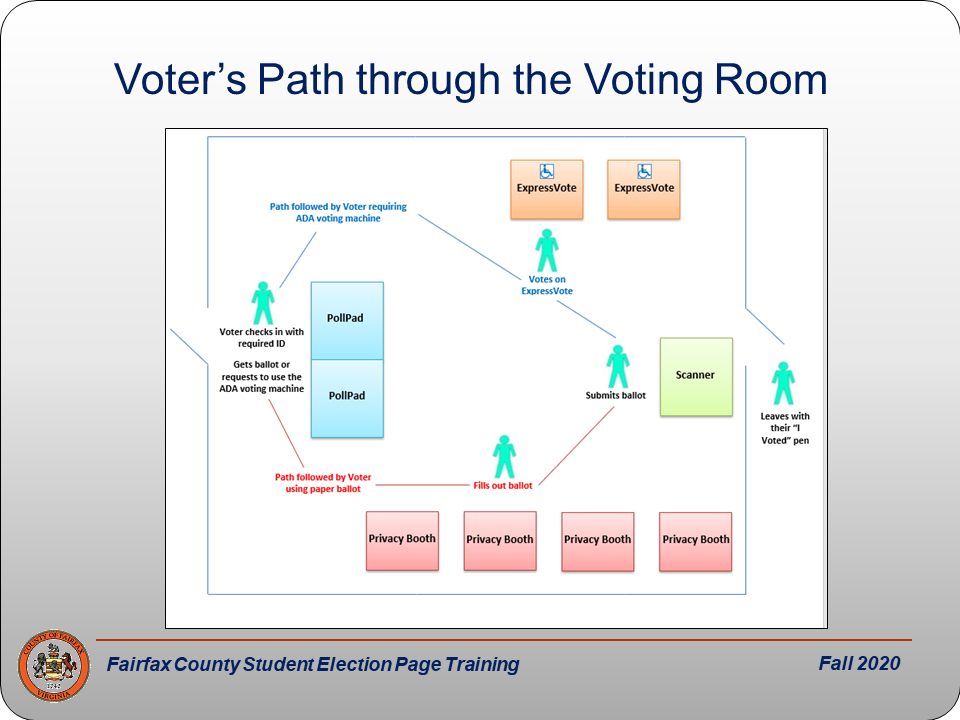 Voter’s Path through the Voting Room
ExpressVote
ExpressVote
Path followed by Voter requiring
ADA voting machine
Votes on
ExpressVote
PollPad
Voter checks in with
required ID
Gets ballot or
requests to use the
ADA voting machine
PollPad
Submits ballot
Scanner
Leaves with
their “I
Voted” pen
Path followed by Voter
using paper ballot
Fills out ballot
Privacy Booth
Privacy Booth
Privacy Booth
Privacy Booth
COUNTY OF FAIRFAX
1742
VIRGINIA
Fairfax County Student Election Page Training
Fall 2020